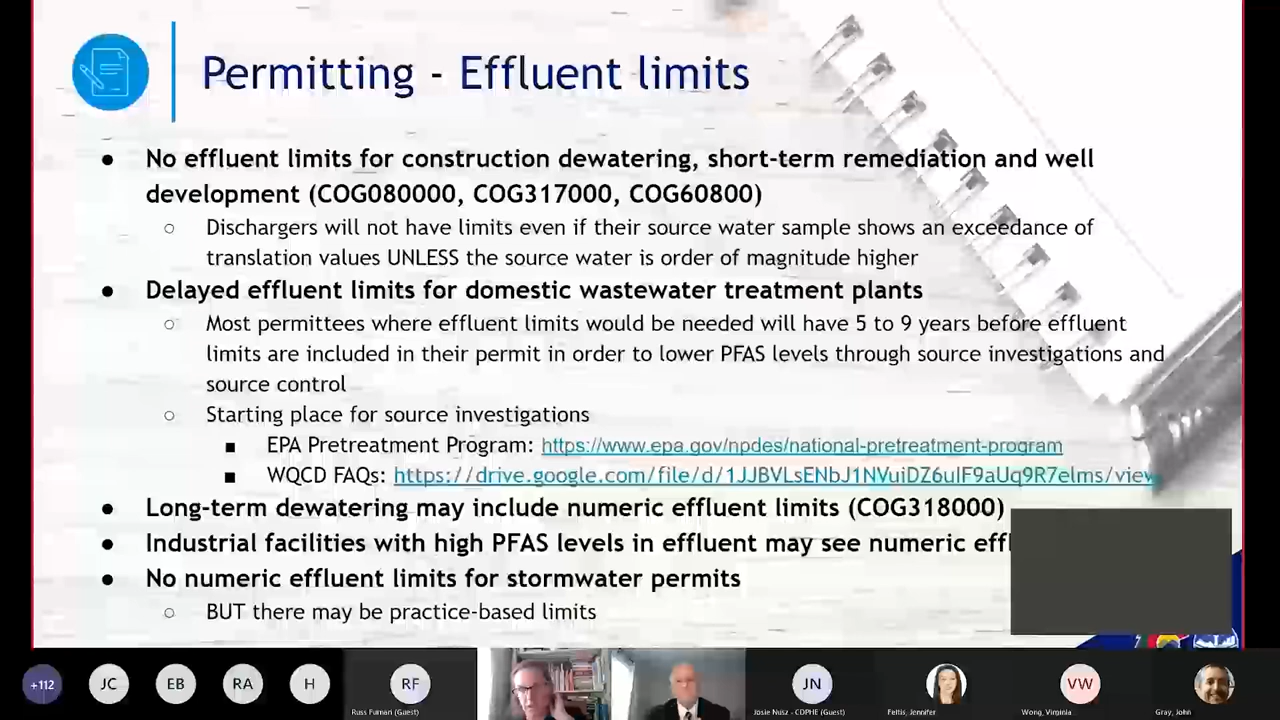 Permitting - Effluent limits
● No effluent limits for construction dewatering, short-term remediation and well
development (COG080000, COG317000, COG60800)
○ Dischargers will not have limits even if their source water sample shows an exceedance of
translation values UNLESS the source water is order of magnitude higher
● Delayed effluent limits for domestic wastewater treatment plants
○ Most permittees where effluent limits would be needed will have 5 to 9 years before effluent
limits are included in their permit in order to lower PFAS levels through source investigations and
source control
○ Starting place for source investigations
■ EPA Pretreatment Program: https://www.epa.gov/npdes/national-pretreatment-program
■ WQCD FAQs: https://drive.google.com/file/d/1JJBVLsENbJ1NVuiDZ6uIF9aUq9R7elms/view
● Long-term dewatering may include numeric effluent limits (COG318000)
● Industrial facilities with high PFAS levels in effluent may see numeric effl
● No numeric effluent limits for stormwater permits
○ BUT there may be practice-based limits
+112 JC EB RA H RF JN VW
Russ Fumari (Guest) Josie Nusz - CDPHE (Guest) Feltis, Jennifer Wong, Virginia Gray, John